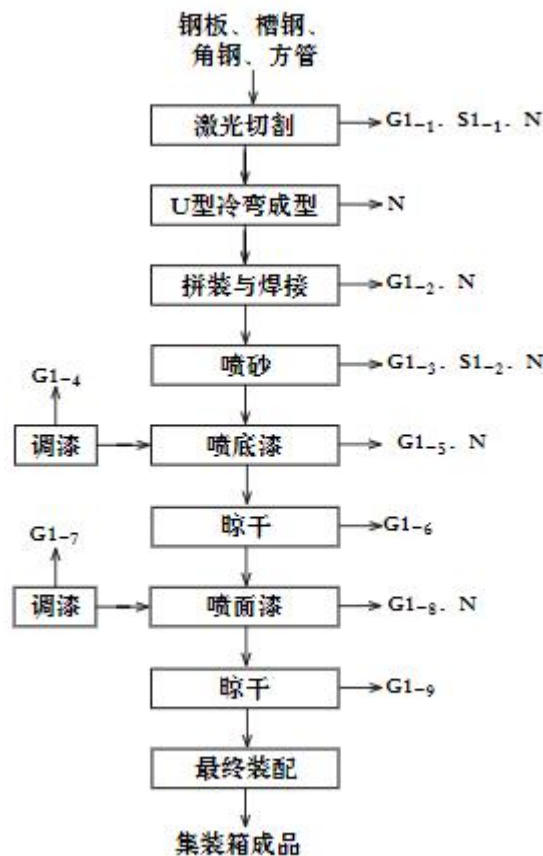 钢板、槽钢、
角钢、方管
激光切割
G1-1. S1-1. N
U型冷弯成型
N
拼装与焊接
G1-2. N
喷砂
G1-3. S1-2. N
G1-4
调漆
喷底漆
G1-5. N
晾干
G1-6
G1-7
调漆
喷面漆
G1-8. N
晾干
G1-9
最终装配
集装箱成品